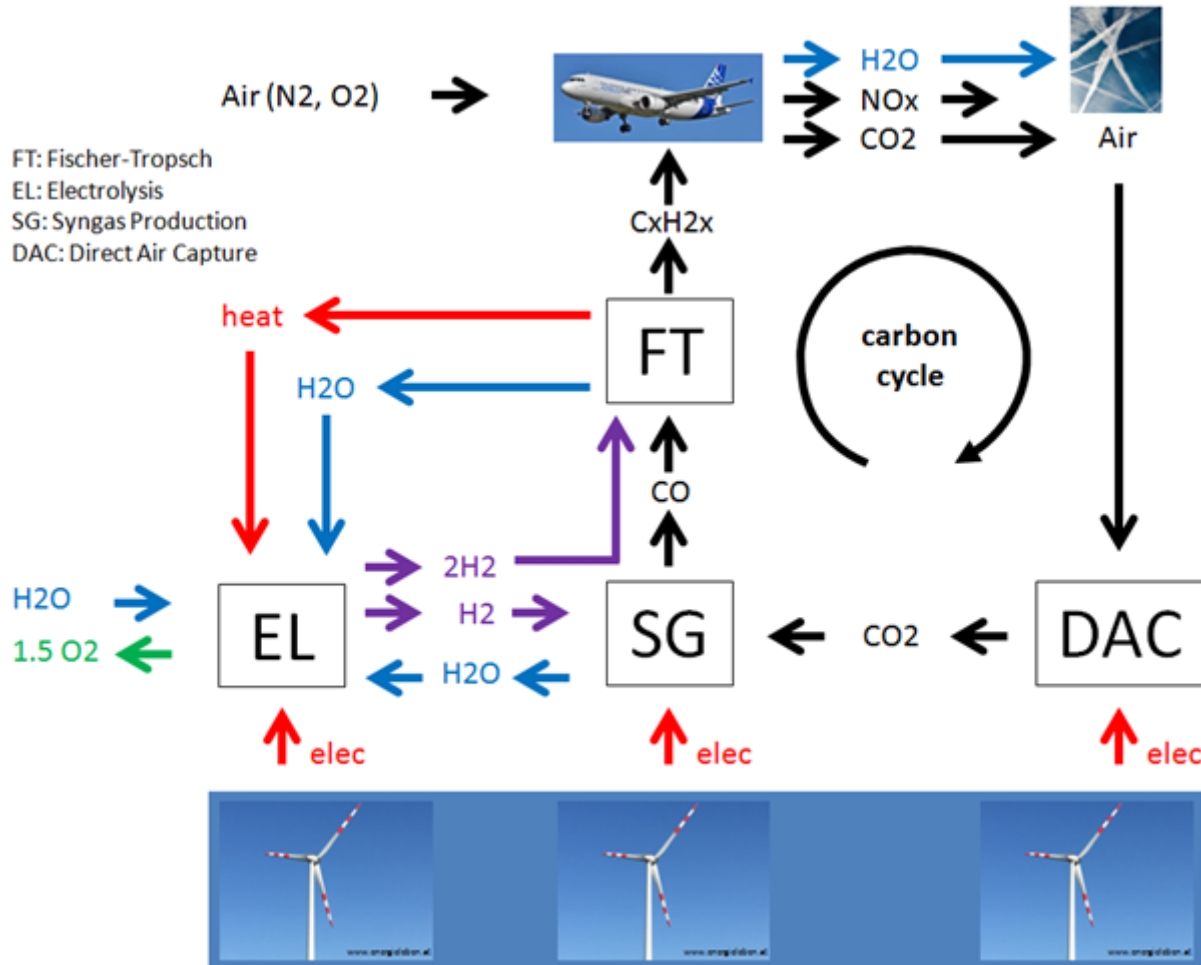 H2O
Air (N2, O2)
NOx
CO2
Air
FT: Fischer-Tropsch
EL: Electrolysis
SG: Syngas Production
DAC: Direct Air Capture
CxH2x
heat
FT
carbon
cycle
H2O
CO
2H2
H2O
H2
EL
SG
CO2
DAC
1.5 O2
H2O
elec
elec
elec